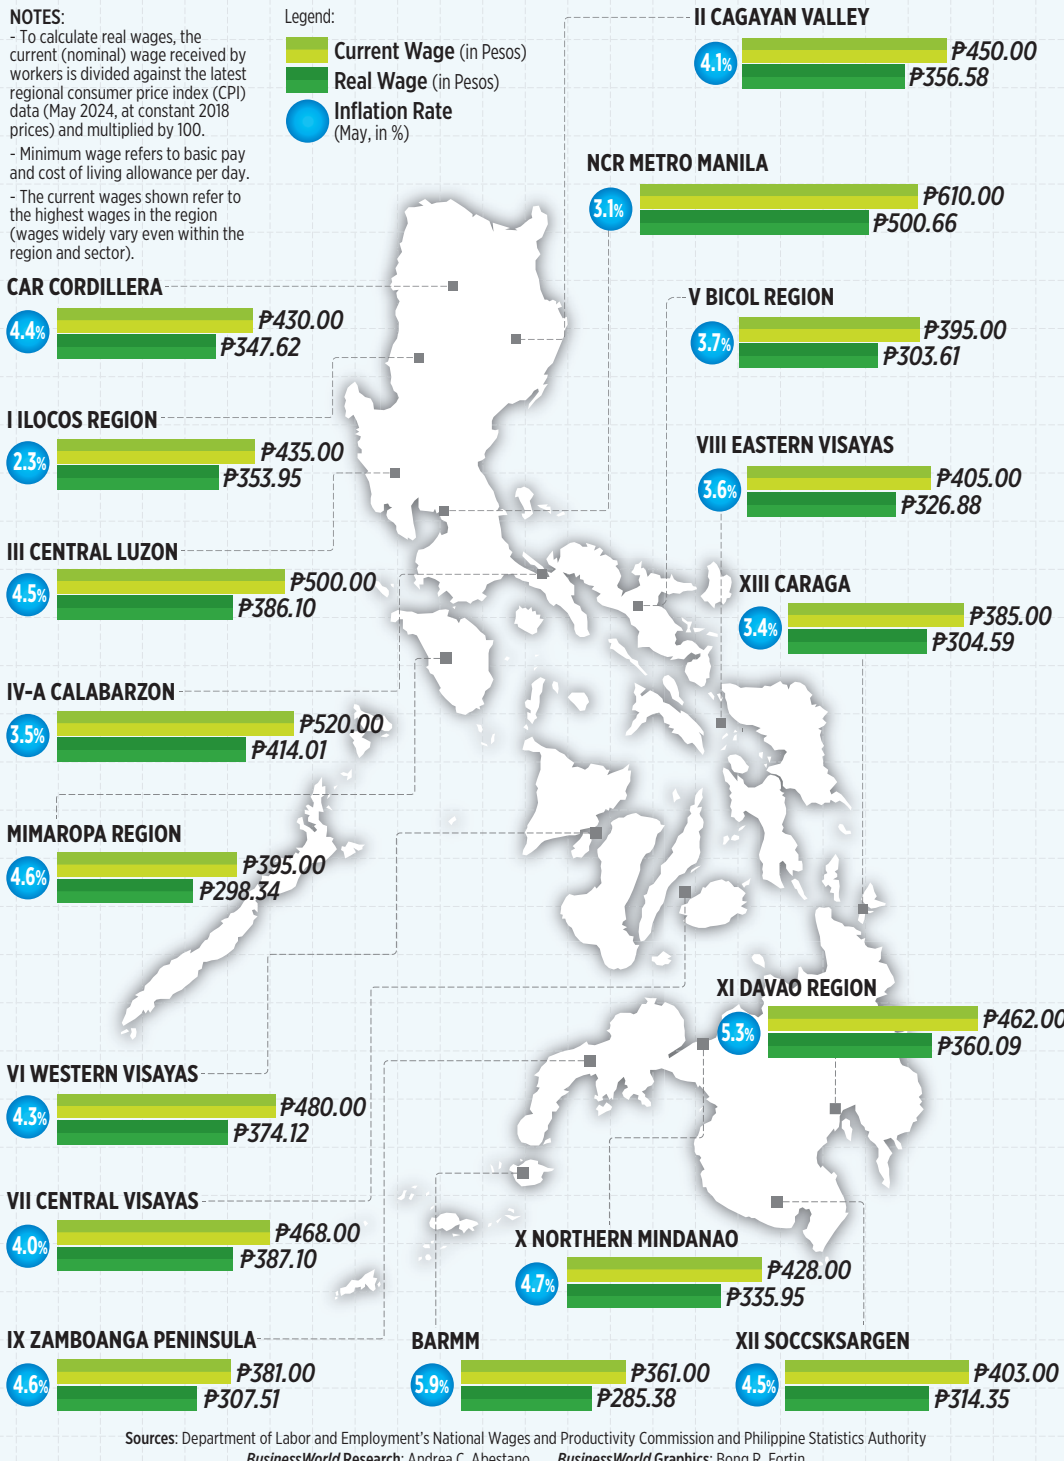 NOTES:
- To calculate real wages, the
current (nominal) wage received by
workers is divided against the latest
regional consumer price index (CPI)
data (May 2024, at constant 2018
prices) and multiplied by 100.
- Minimum wage refers to basic pay
and cost of living allowance per day.
- The current wages shown refer to
the highest wages in the region
(wages widely vary even within the
region and sector).
Legend:
Current Wage (in Pesos)
Real Wage (in Pesos)
Inflation Rate
(May, in %)
II CAGAYAN VALLEY
4.1%
₱450.00
₱356.58
NCR METRO MANILA
3.1%
₱610.00
₱500.66
CAR CORDILLERA
4.4%
₱430.00
₱347.62
V BICOL REGION
3.7%
₱395.00
₱303.61
I ILOCOS REGION
2.3%
₱435.00
₱353.95
VIII EASTERN VISAYAS
3.6%
₱405.00
₱326.88
III CENTRAL LUZON
4.5%
₱500.00
₱386.10
XIII CARAGA
3.4%
₱385.00
₱304.59
IV-A CALABARZON
3.5%
₱520.00
₱414.01
MIMAROPA REGION
4.6%
₱395.00
₱298.34
XI DAVAO REGION
5.3%
₱462.00
₱360.09
VI WESTERN VISAYAS
4.3%
₱480.00
₱374.12
VII CENTRAL VISAYAS
4.0%
₱468.00
₱387.10
X NORTHERN MINDANAO
4.7%
₱428.00
₱335.95
IX ZAMBOANGA PENINSULA
4.6%
₱381.00
₱307.51
BARMM
5.9%
₱361.00
₱285.38
XII SOCCSKSARGEN
4.5%
₱403.00
₱314.35
Sources: Department of Labor and Employment's National Wages and Productivity Commission and Philippine Statistics Authority
BusinessWorld Research: Andrea C. Abestano BusinessWorld Graphics: Bong R. Fortin